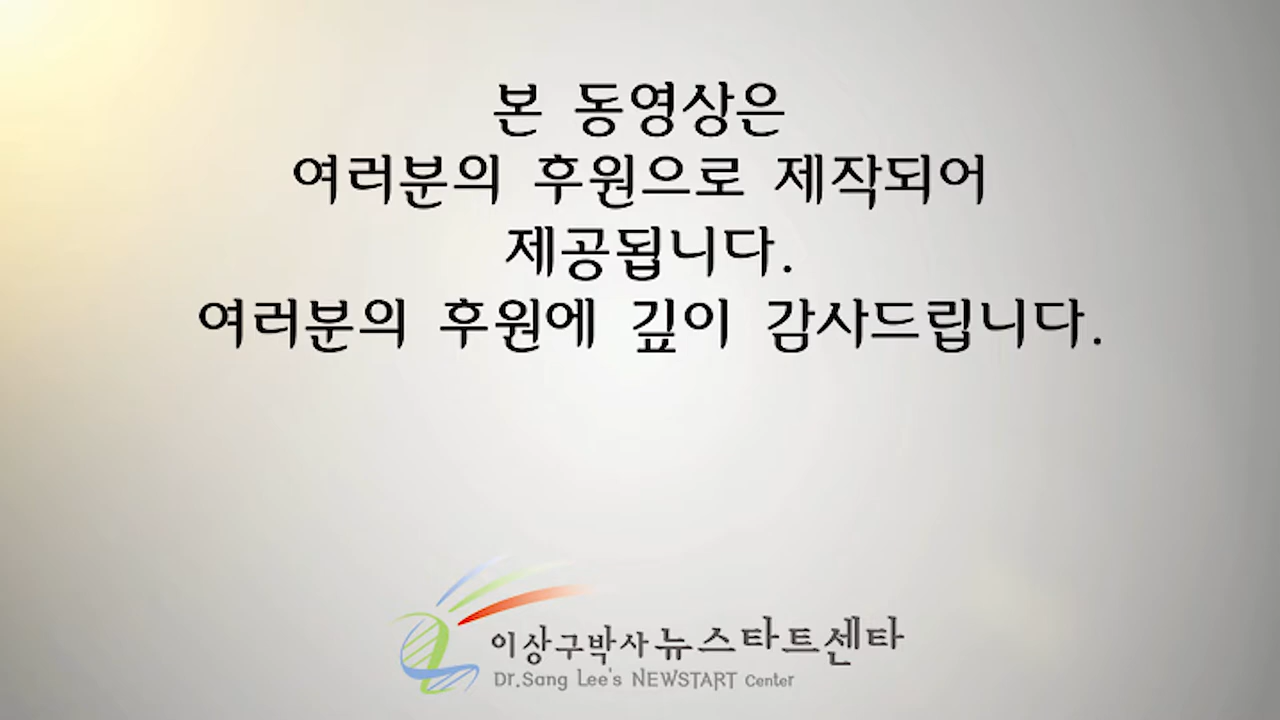 본 동영상은
여러분의 후원으로 제작되어
제공됩니다.
여러분의 후원에 깊이 감사드립니다.
이상구박사 뉴스타트센타
Dr.Sang Lee's NEWSTART Center